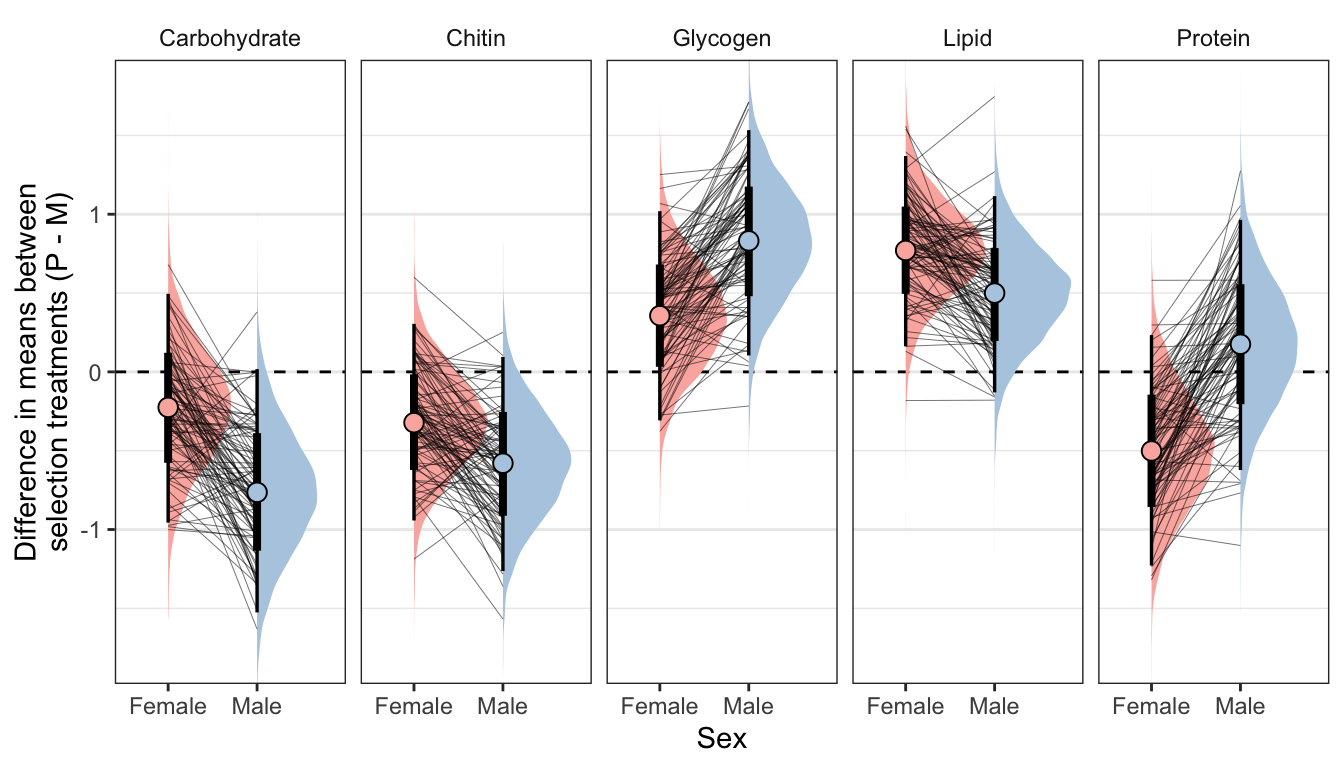 Carbohydrate Chitin Glycogen Lipid Protein
Difference in means between
selection treatments (P - M)
1
0
-1
Female Male Female Male Female Male Female Male Female Male
Sex